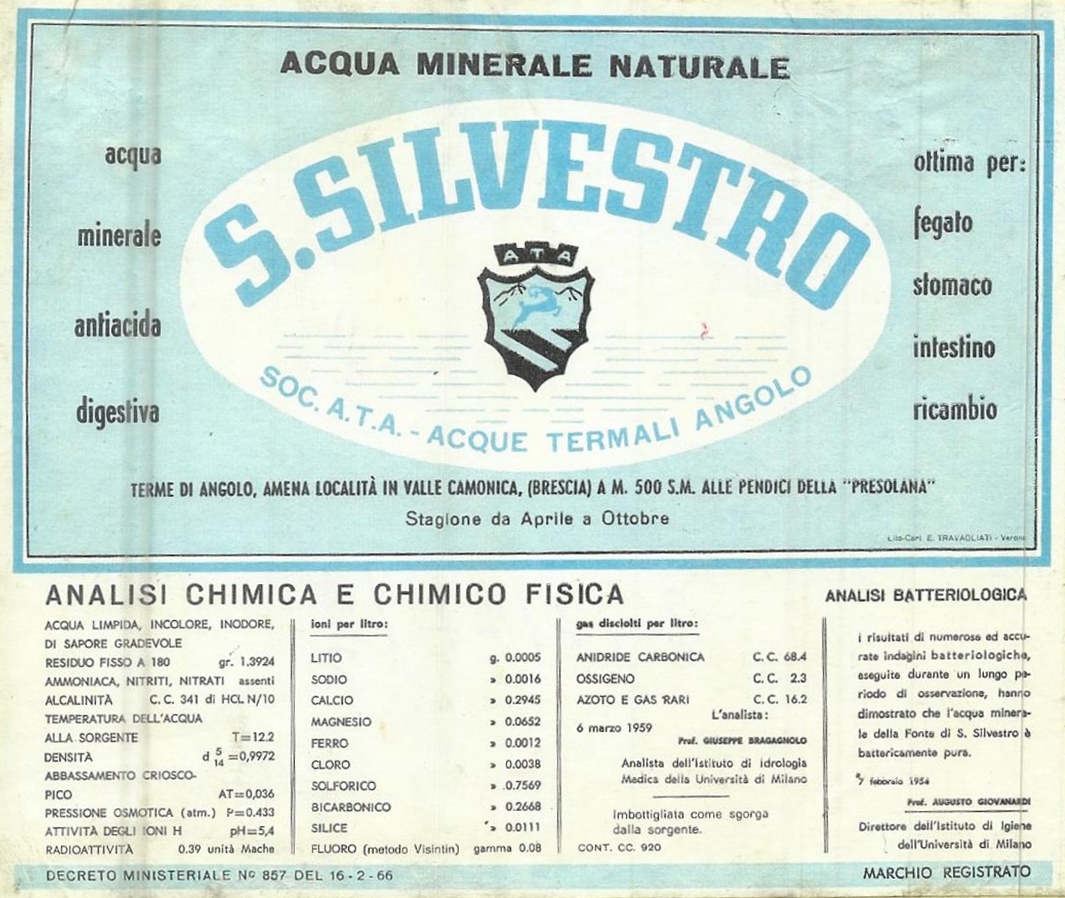 ACQUA MINERALE NATURALE
S. SILVESTRO
ATA
SOC. A.T.A. - ACQUE TERMALI ANGOLO
acqua
minerale
antiacida
digestiva
ottima per:
fegato
stomaco
intestino
ricambio
TERME DI ANGOLO, AMENA LOCALITÀ IN VALLE CAMONICA, (BRESCIA) A M. 500 S.M. ALLE PENDICI DELLA "PRESOLANA"
Stagione da Aprile a Ottobre
Lito-Cart. E. TRAVAGLIATI - Verona
ANALISI CHIMICA E CHIMICO FISICA
ACQUA LIMPIDA, INCOLORE, INODORE,
DI SAPORE GRADEVOLE
RESIDUO FISSO A 180 gr. 1.3924
AMMONIACA, NITRITI, NITRATI assenti
ALCALINITÀ C.C. 341 di HCL N/10
TEMPERATURA DELL'ACQUA
ALLA SORGENTE T=12.2
DENSITÀ d 5/14 =0,9972
ABBASSAMENTO CRIOSCO-
PICO AT=0,036
PRESSIONE OSMOTICA (atm.) P=0.433
ATTIVITÀ DEGLI IONI H pH=5,4
RADIOATTIVITÀ 0.39 unità Mache
ioni per litro:
LITIO g. 0.0005
SODIO » 0.0016
CALCIO » 0.2945
MAGNESIO » 0.0652
FERRO » 0.0012
CLORO » 0.0038
SOLFORICO » .0.7569
BICARBONICO » 0.2668
SILICE » 0.0111
FLUORO (metodo Visintin) gamma 0.08
gas disciolti per litro:
ANIDRIDE CARBONICA C.C. 68.4
OSSIGENO C.C. 2.3
AZOTO E GAS RARI C.C. 16.2
L'analista:
6 marzo 1959
Prof. GIUSEPPE BRAGAGNOLO
Analista dell'Istituto di Idrologia
Medica della Università di Milano
Imbottigliata come sgorga
dalla sorgente.
CONT. CC. 920
ANALISI BATTERIOLOGICA
i risultati di numerose ed accu-
rate indagini batteriologiche,
eseguite durante un lungo pe-
riodo di osservazione, hanno
dimostrato che l'acqua minera-
le della Fonte di S. Silvestro è
battericamente pura.
febbraio 1954
Prof. AUGUSTO GIOVANARDI
Direttore dell'Istituto di Igiene
dell'Università di Milano
DECRETO MINISTERIALE Nº 857 DEL 16-2-66
MARCHIO REGISTRATO